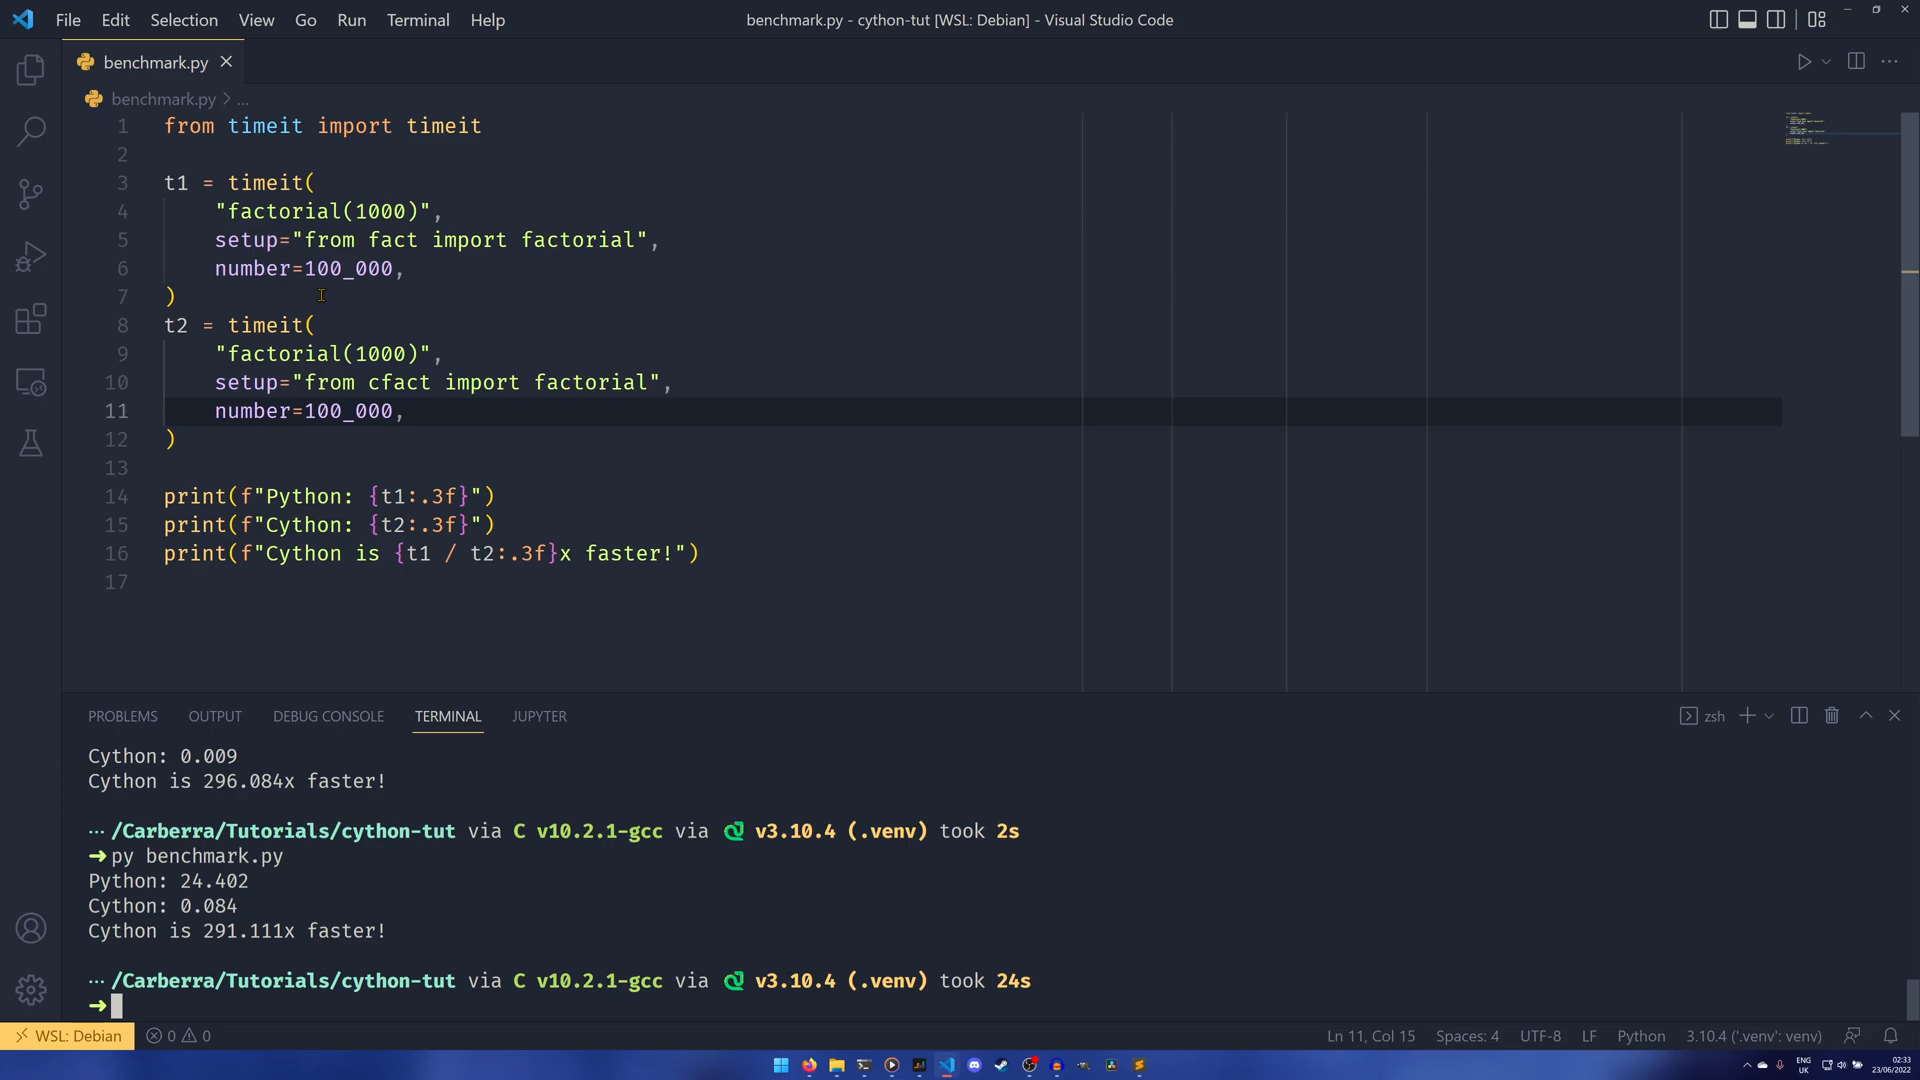 File Edit Selection View Go Run Terminal Help
benchmark.py - cython-tut [WSL: Debian] - Visual Studio Code
benchmark.py
benchmark.py > ...
1 from timeit import timeit
2
3 t1 = timeit(
4 "factorial(1000)",
5 setup="from fact import factorial",
6 number=100_000,
7 )
8 t2 = timeit(
9 "factorial(1000)",
10 setup="from cfact import factorial",
11 number=100_000,
12 )
13
14 print(f"Python: {t1:.3f}")
15 print(f"Cython: {t2:.3f}")
16 print(f"Cython is {t1 / t2:.3f}x faster!")
17
PROBLEMS OUTPUT DEBUG CONSOLE TERMINAL JUPYTER
zsh
Cython: 0.009
Cython is 296.084x faster!
··· /Carberra/Tutorials/cython-tut via C v10.2.1-gcc via v3.10.4 (.venv) took 2s
➜ py benchmark.py
Python: 24.402
Cython: 0.084
Cython is 291.111x faster!
··· /Carberra/Tutorials/cython-tut via C v10.2.1-gcc via v3.10.4 (.venv) took 24s
➜
WSL: Debian 0 0 Ln 11, Col 15 Spaces: 4 UTF-8 LF Python 3.10.4 ('.venv': venv)
ENG
UK
02:33
23/06/2022